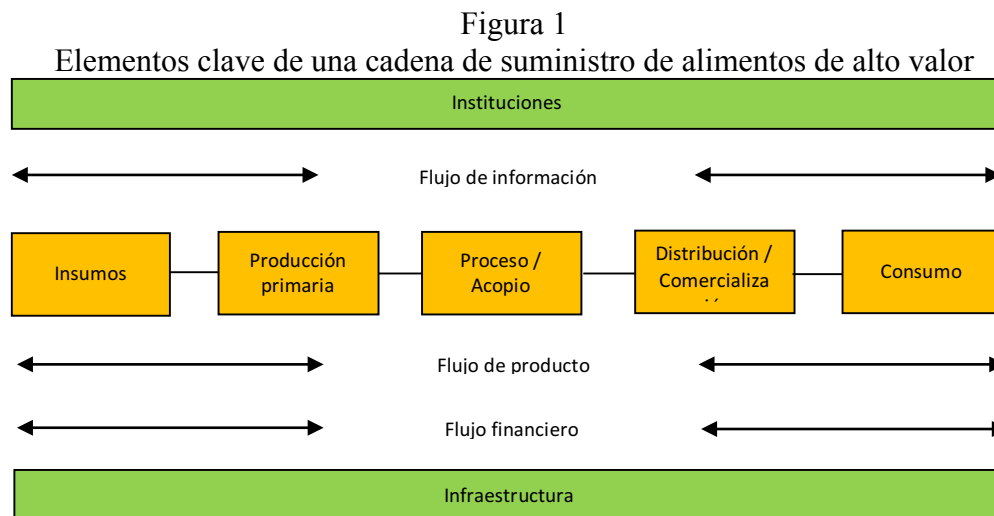 Figura 1
Elementos clave de una cadena de suministro de alimentos de alto valor
Instituciones
Flujo de información
Insumos
Producción
primaria
Proceso /
Acopio
Distribución /
Comercializa
Consumo
Flujo de producto
Flujo financiero
Infraestructura